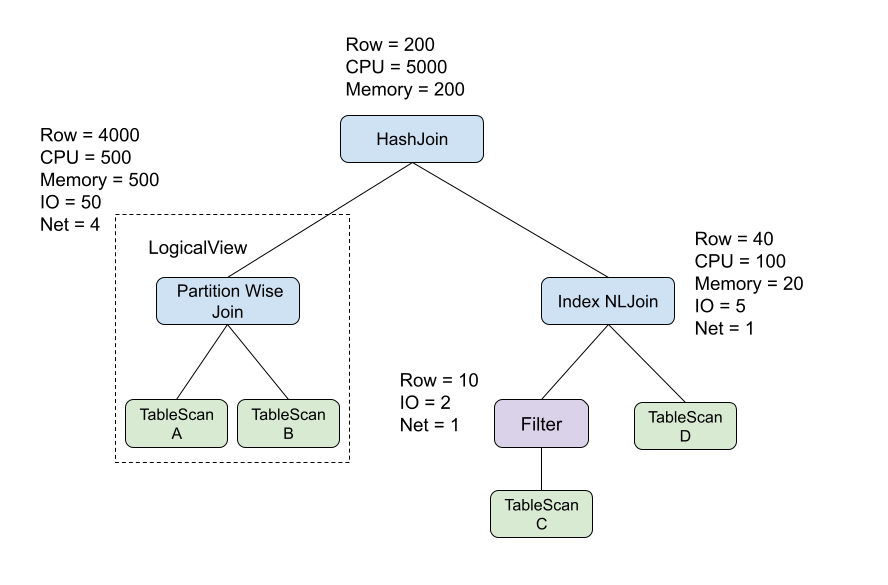 Row = 200
CPU = 5000
Memory = 200
HashJoin
Row = 4000
CPU = 500
Memory = 500
IO = 50
Net = 4
LogicalView
Partition Wise
Join
TableScan
A
TableScan
B
Row = 40
CPU = 100
Memory = 20
IO = 5
Net = 1
Index NLJoin
Row = 10
IO = 2
Net = 1
Filter
TableScan
D
TableScan
C